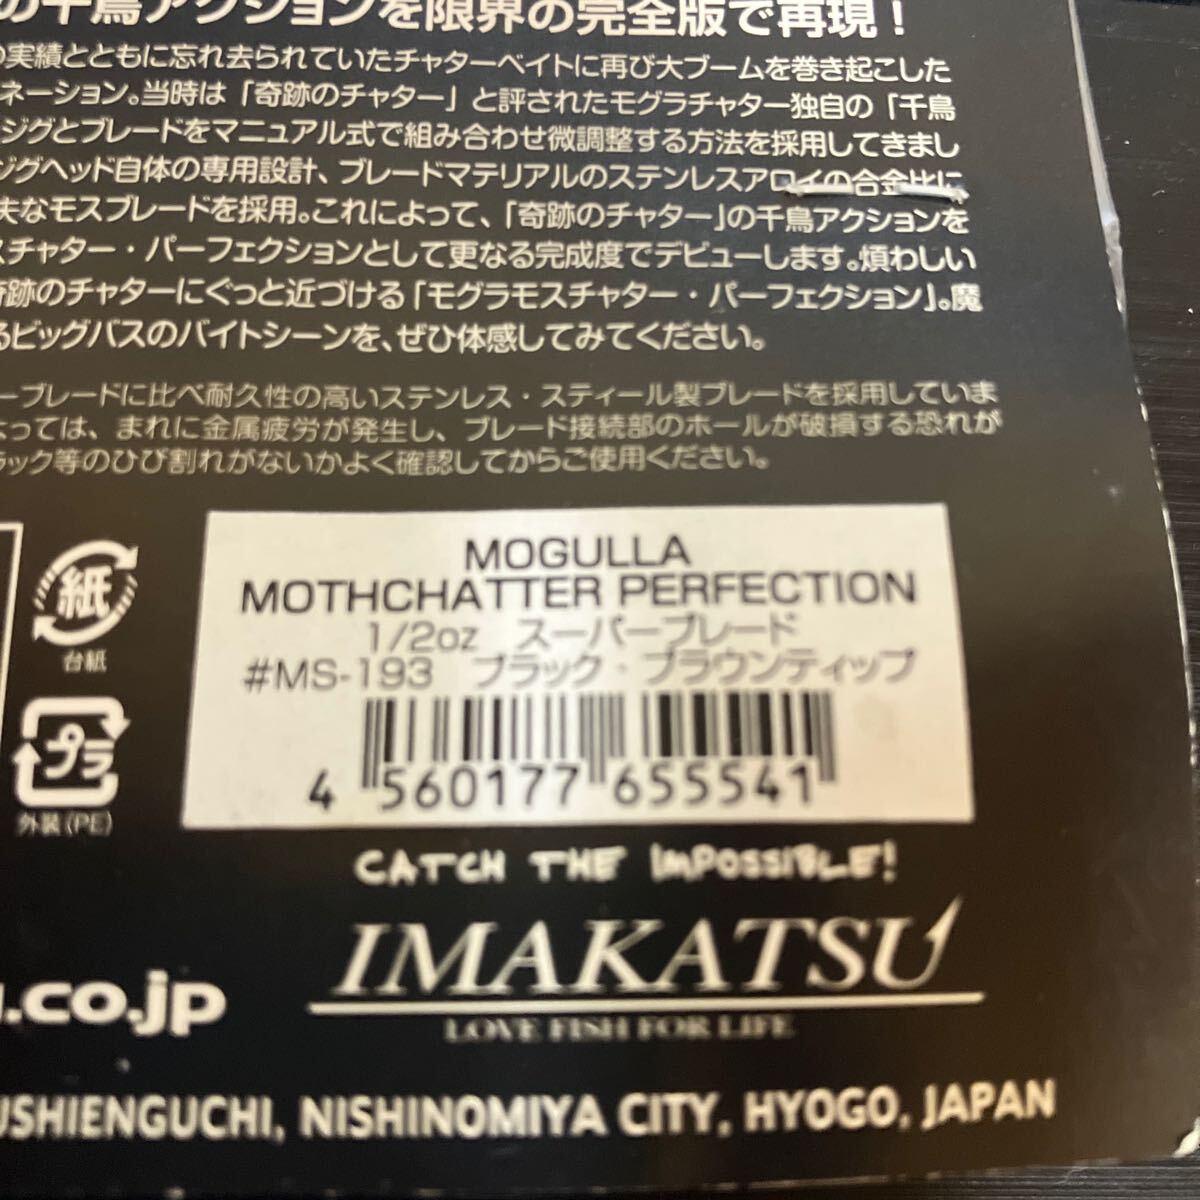 の千鳥アクションを限界の完全版で再現!
の実績とともに忘れ去られていたチャターベイトに再び大ブームを巻き起こした
ネーション。当時は「奇跡のチャター」と評されたモグラチャター独自の「千鳥
ジグとブレードをマニュアル式で組み合わせ微調整する方法を採用してきまし
ジグヘッド自体の専用設計、ブレードマテリアルのステンレスアロイの合金比に
夫なモスブレードを採用。これによって、「奇跡のチャター」の千鳥アクションを
スチャター・パーフェクションとして更なる完成度でデビューします。煩わしい
奇跡のチャターにぐっと近づける「モグラモスチャター・パーフェクション」。魔
るビッグバスのバイトシーンを、ぜひ体感してみてください。
ーブレードに比べ耐久性の高いステンレス・スティール製ブレードを採用していま
よっては、まれに金属疲労が発生し、ブレード接続部のホールが破損する恐れが
ラック等のひび割れがないかよく確認してからご使用ください。
紙
台紙
プラ
外装(PE)
MOGULLA
MOTHCHATTER PERFECTION
1/2oz スーパーブレード
#MS-193 ブラック・ブラウンティップ
4 560177 655541
CATCH THE IMPOSSIBLE!
IMAKATSU
LOVE FISH FOR LIFE
.co.jp
USHIENGUCHI, NISHINOMIYA CITY, HYOGO, JAPAN